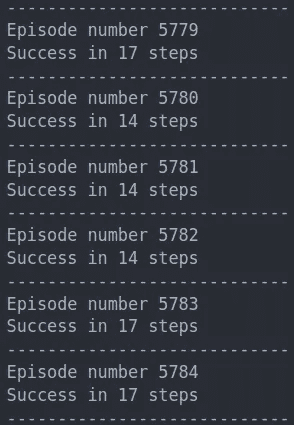 ----------------------------
Episode number 5779
Success in 17 steps
----------------------------
Episode number 5780
Success in 14 steps
----------------------------
Episode number 5781
Success in 14 steps
----------------------------
Episode number 5782
Success in 14 steps
----------------------------
Episode number 5783
Success in 17 steps
----------------------------
Episode number 5784
Success in 17 steps
----------------------------